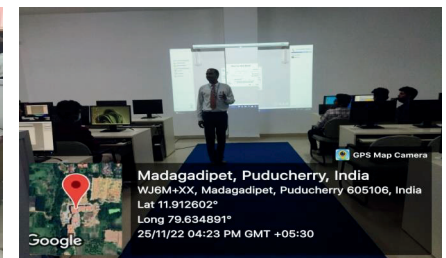 GPS Map Camera
Madagadipet, Puducherry, India
WJ6M+XX, Madagadipet, Puducherry 605106, India
Lat 11.912602°
Long 79.634891°
25/11/22 04:23 PM GMT +05:30
Google